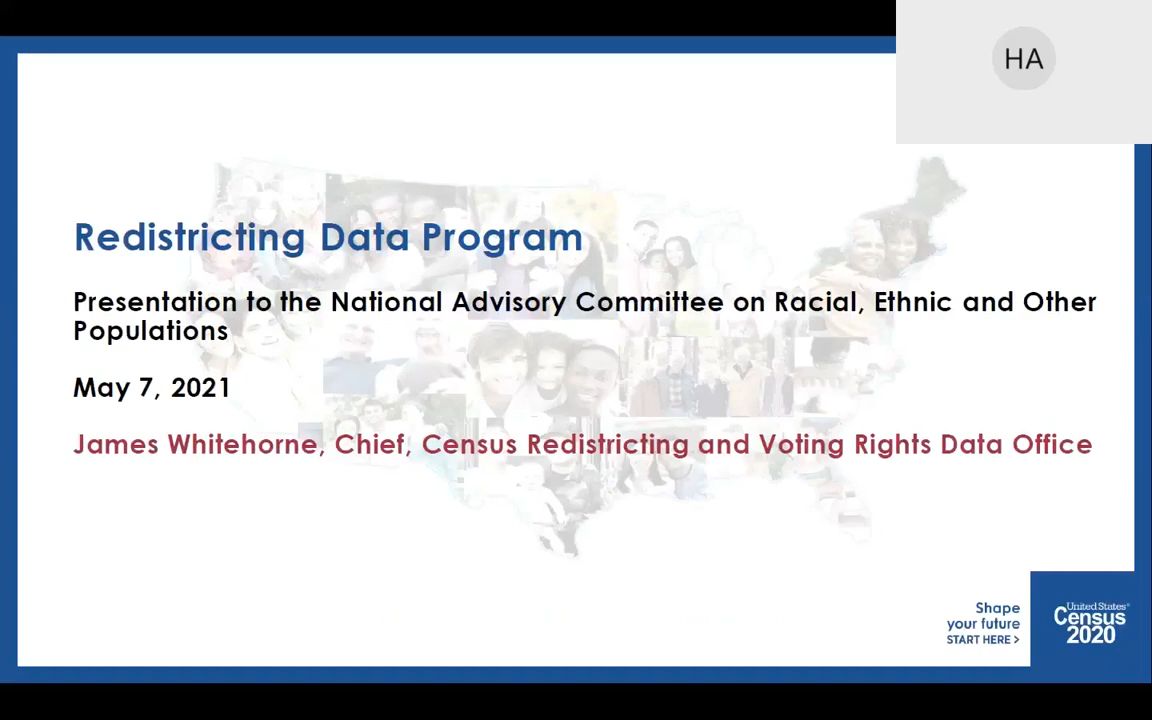 HA
Redistricting Data Program
Presentation to the National Advisory Committee on Racial, Ethnic and Other
Populations
May 7, 2021
James Whitehorne, Chief, Census Redistricting and Voting Rights Data Office
Shape
your future
START HERE >
United States®
Census
2020